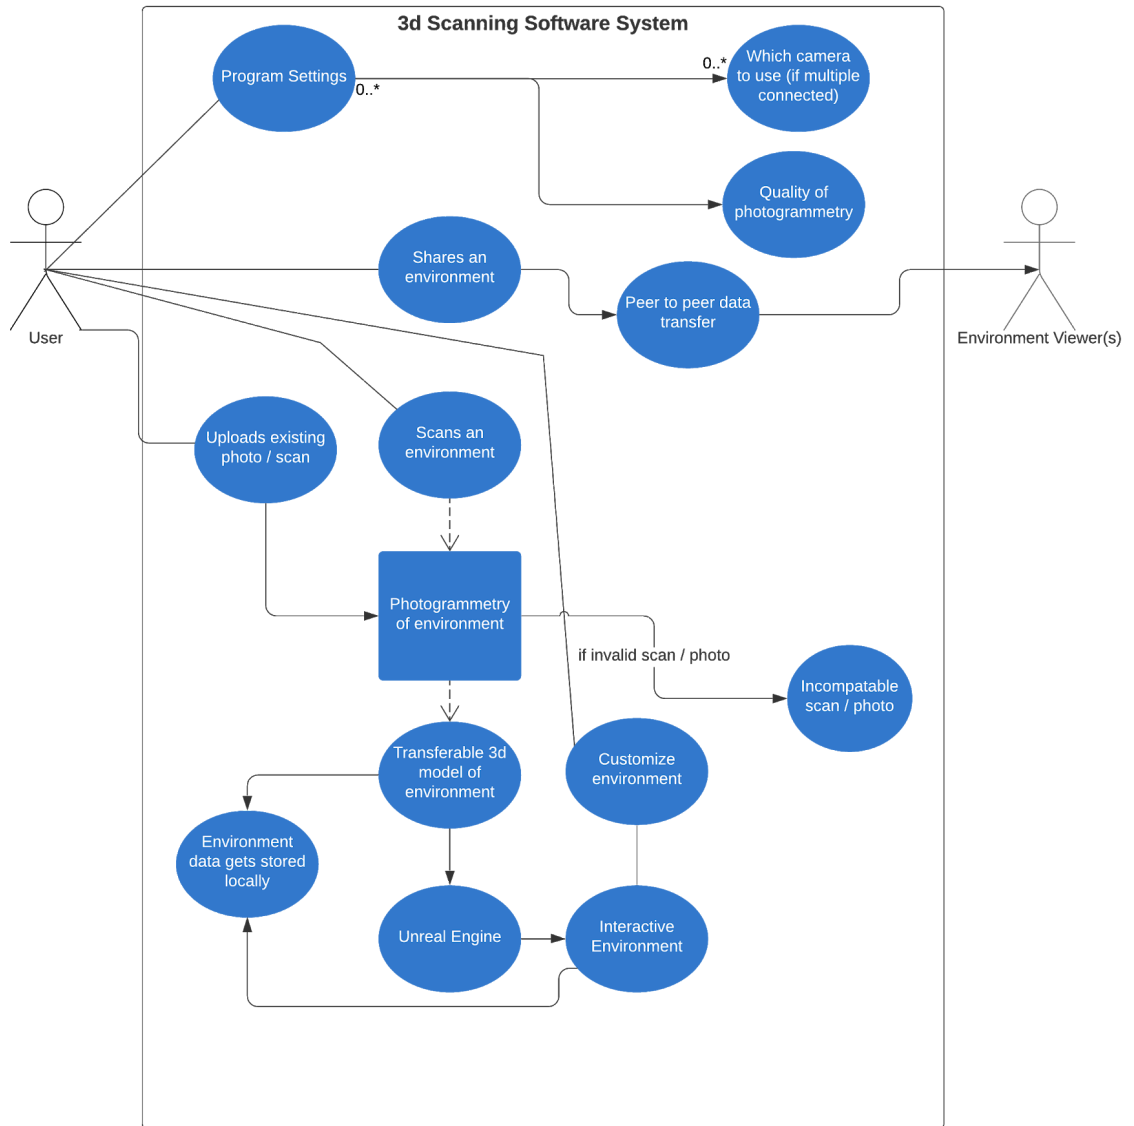 3d Scanning Software System
Program Settings
0..*
0..*
Which camera
to use (if multiple
connected)
Quality of
photogrammetry
Shares an
environment
Peer to peer data
transfer
User
Environment Viewer(s)
Uploads existing
photo / scan
Scans an
environment
Photogrammetry
of environment
if invalid scan / photo
Incompatable
scan / photo
Transferable 3d
model of
environment
Customize
environment
Environment
data gets stored
locally
Unreal Engine
Interactive
Environment